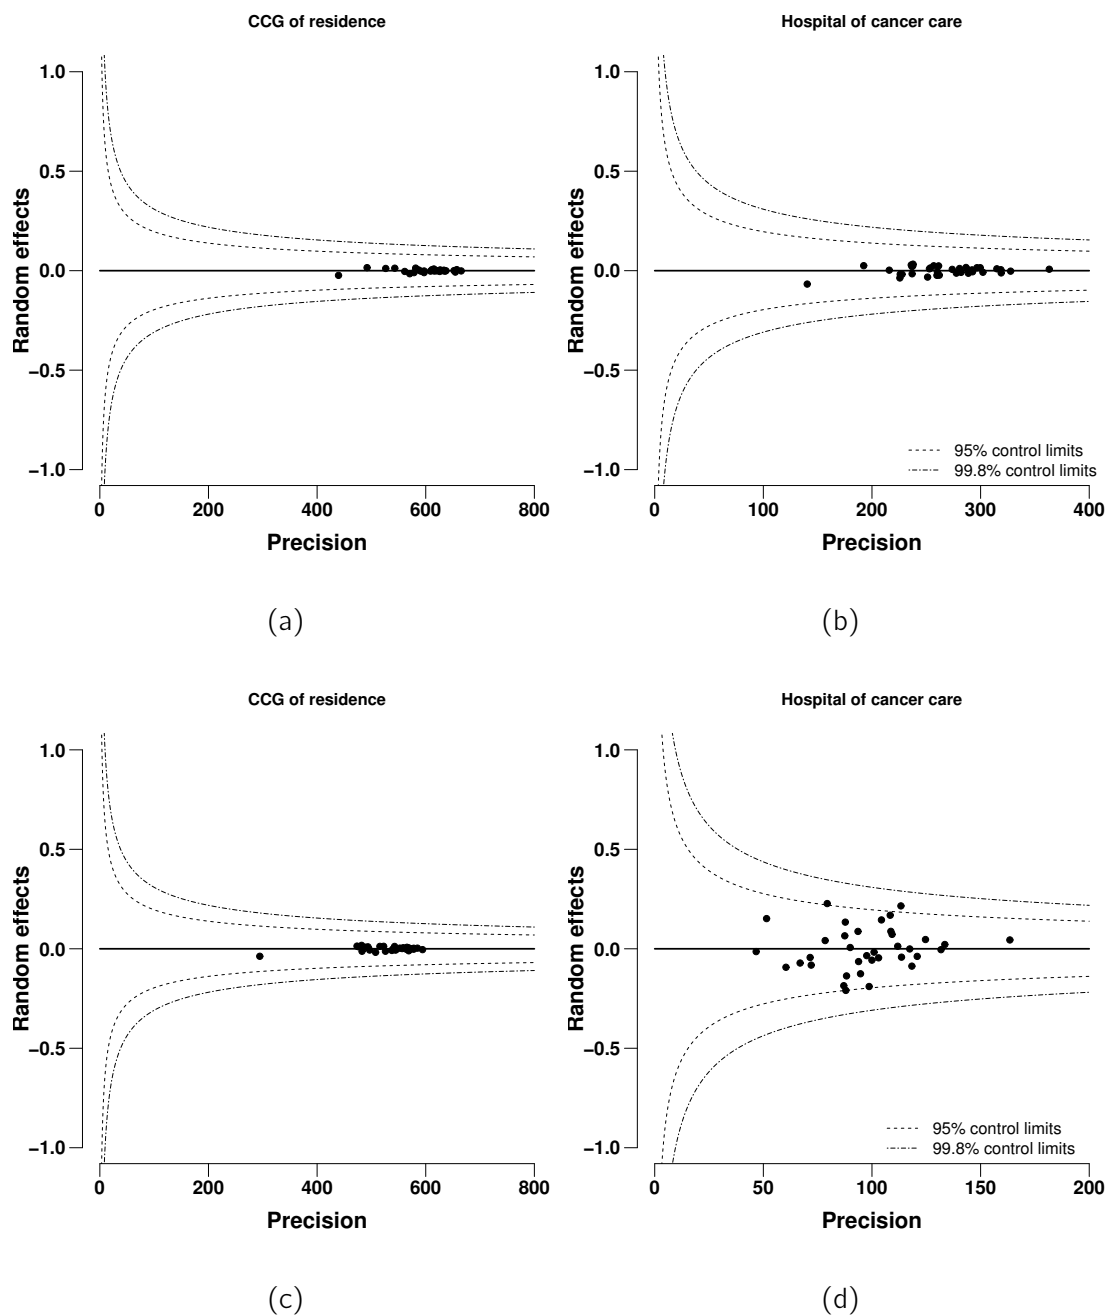 CCG of residence
Hospital of cancer care
1.0
0.5
0.0
−0.5
−1.0
Random effects
0
200
400
600
800
Precision
1.0
0.5
0.0
−0.5
−1.0
Random effects
95% control limits
99.8% control limits
0
100
200
300
400
Precision
(a)
(b)
CCG of residence
Hospital of cancer care
1.0
0.5
0.0
−0.5
−1.0
Random effects
0
200
400
600
800
Precision
1.0
0.5
0.0
−0.5
−1.0
Random effects
95% control limits
99.8% control limits
0
50
100
150
200
Precision
(c)
(d)